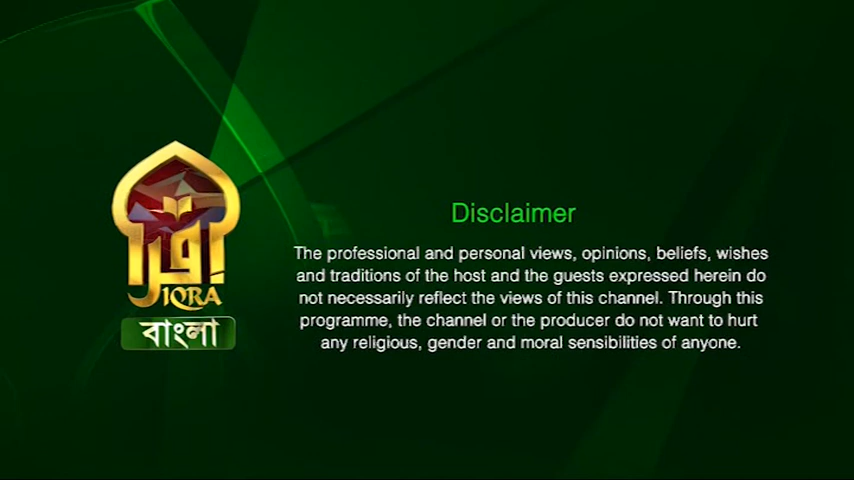 اقرأ
IQRA
বাংলা
Disclaimer
The professional and personal views, opinions, beliefs, wishes
and traditions of the host and the guests expressed herein do
not necessarily reflect the views of this channel. Through this
programme, the channel or the producer do not want to hurt
any religious, gender and moral sensibilities of anyone.